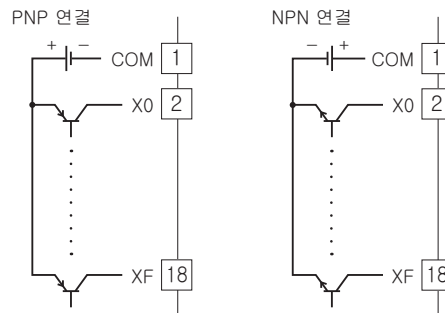 PNP 연결
+ −
COM 1
X0 2
XF 18
NPN 연결
− +
COM 1
X0 2
XF 18